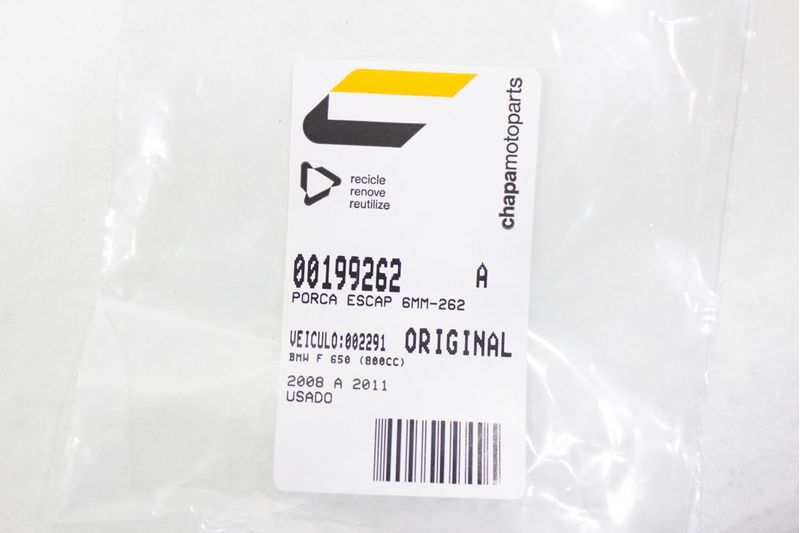 chapamotoparts
recicle
renove
reutilize
00199262 A
PORCA ESCAP 6MM-262
VEICULO:002291 ORIGINAL
BMW F 650 (800CC)
2008 A 2011
USADO